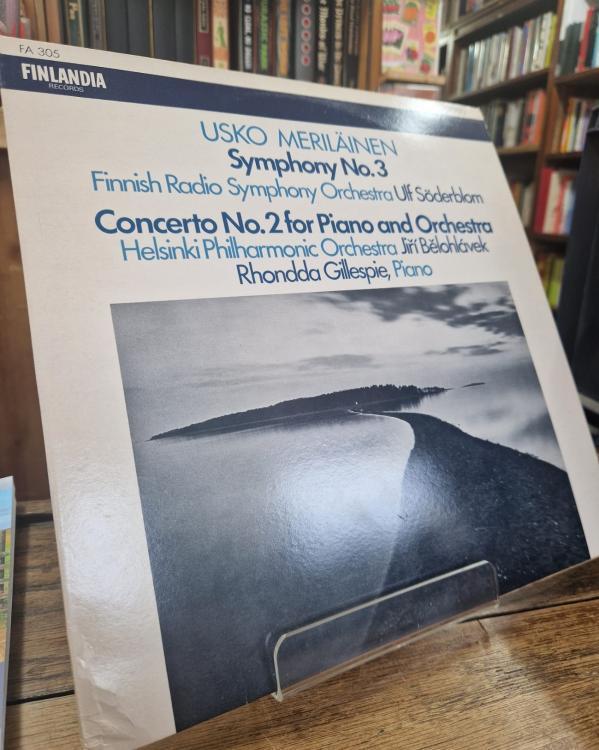 FA 305
FINLANDIA
RECORDS
USKO MERILÄINEN
Symphony No.3
Finnish Radio Symphony Orchestra Ulf Söderblom
Concerto No.2 for Piano and Orchestra
Helsinki Philharmonic Orchestra Jiří Bělohlávek
Rhondda Gillespie, Piano